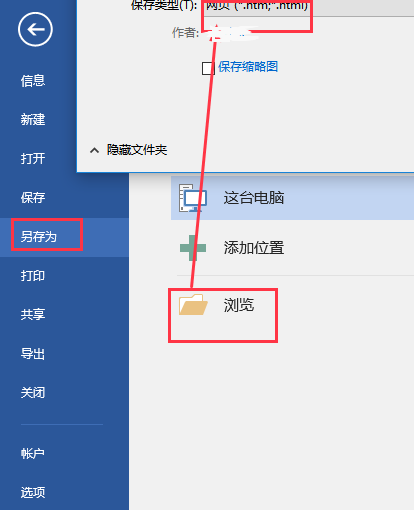 保存类型(T): 网页 (*.htm; *.html)
作者:
保存缩略图
隐藏文件夹
信息
新建
打开
保存
另存为
打印
共享
导出
关闭
帐户
选项
这台电脑
添加位置
浏览